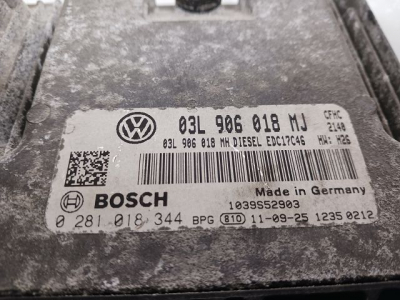 03L 906 018 MJ
CFHC
2140
03L 906 018 MH DIESEL EDC17C46
HW: H26
Made in Germany
BOSCH
1039S52903
0 281 018 344 BPG 81D 11-09-25 1235 0212